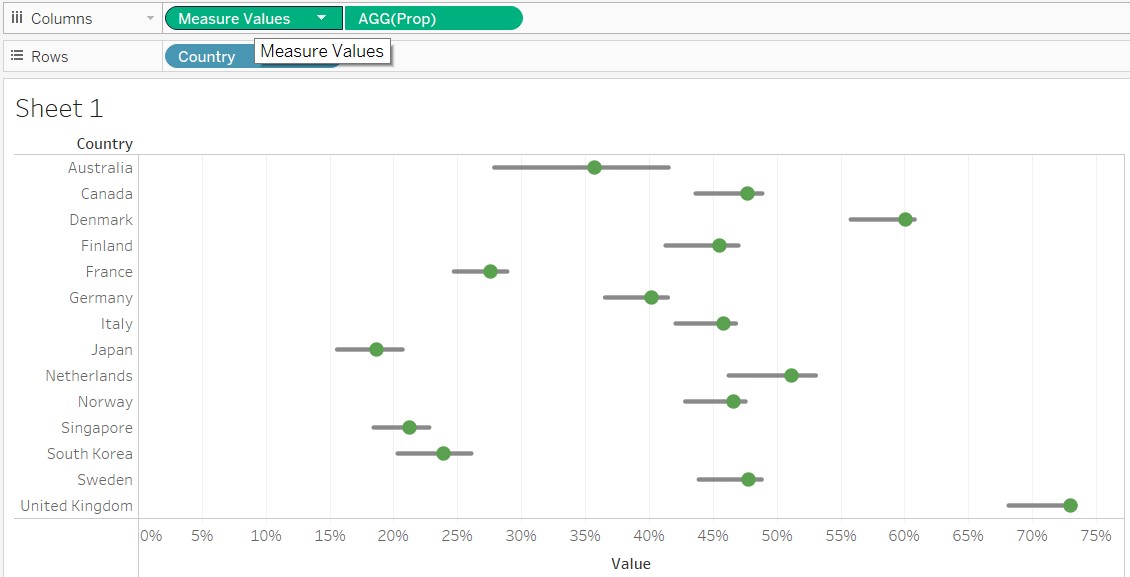 Columns Measure Values AGG(Prop)
Rows Country Measure Values
Sheet 1
Country
Australia
Canada
Denmark
Finland
France
Germany
Italy
Japan
Netherlands
Norway
Singapore
South Korea
Sweden
United Kingdom
0% 5% 10% 15% 20% 25% 30% 35% 40% 45% 50% 55% 60% 65% 70% 75%
Value